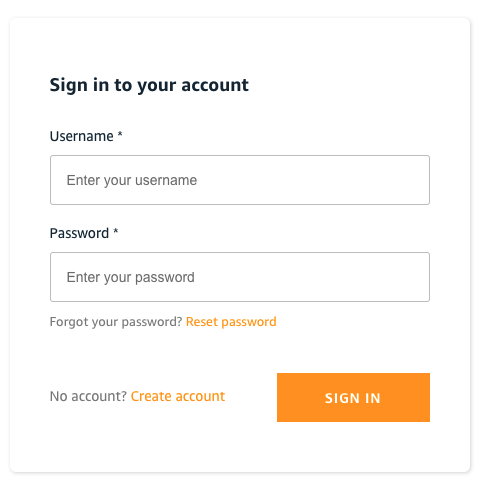 Sign in to your account
Username *
Enter your username
Password *
Enter your password
Forgot your password? Reset password
No account? Create account
SIGN IN